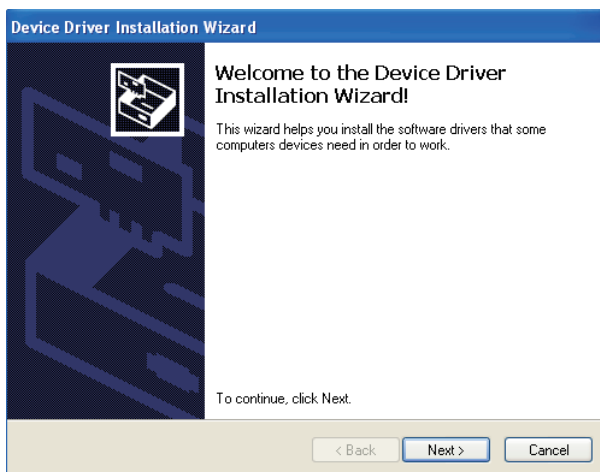 Device Driver Installation Wizard
Welcome to the Device Driver
Installation Wizard!
This wizard helps you install the software drivers that some
computers devices need in order to work.
To continue, click Next.
< Back Next > Cancel